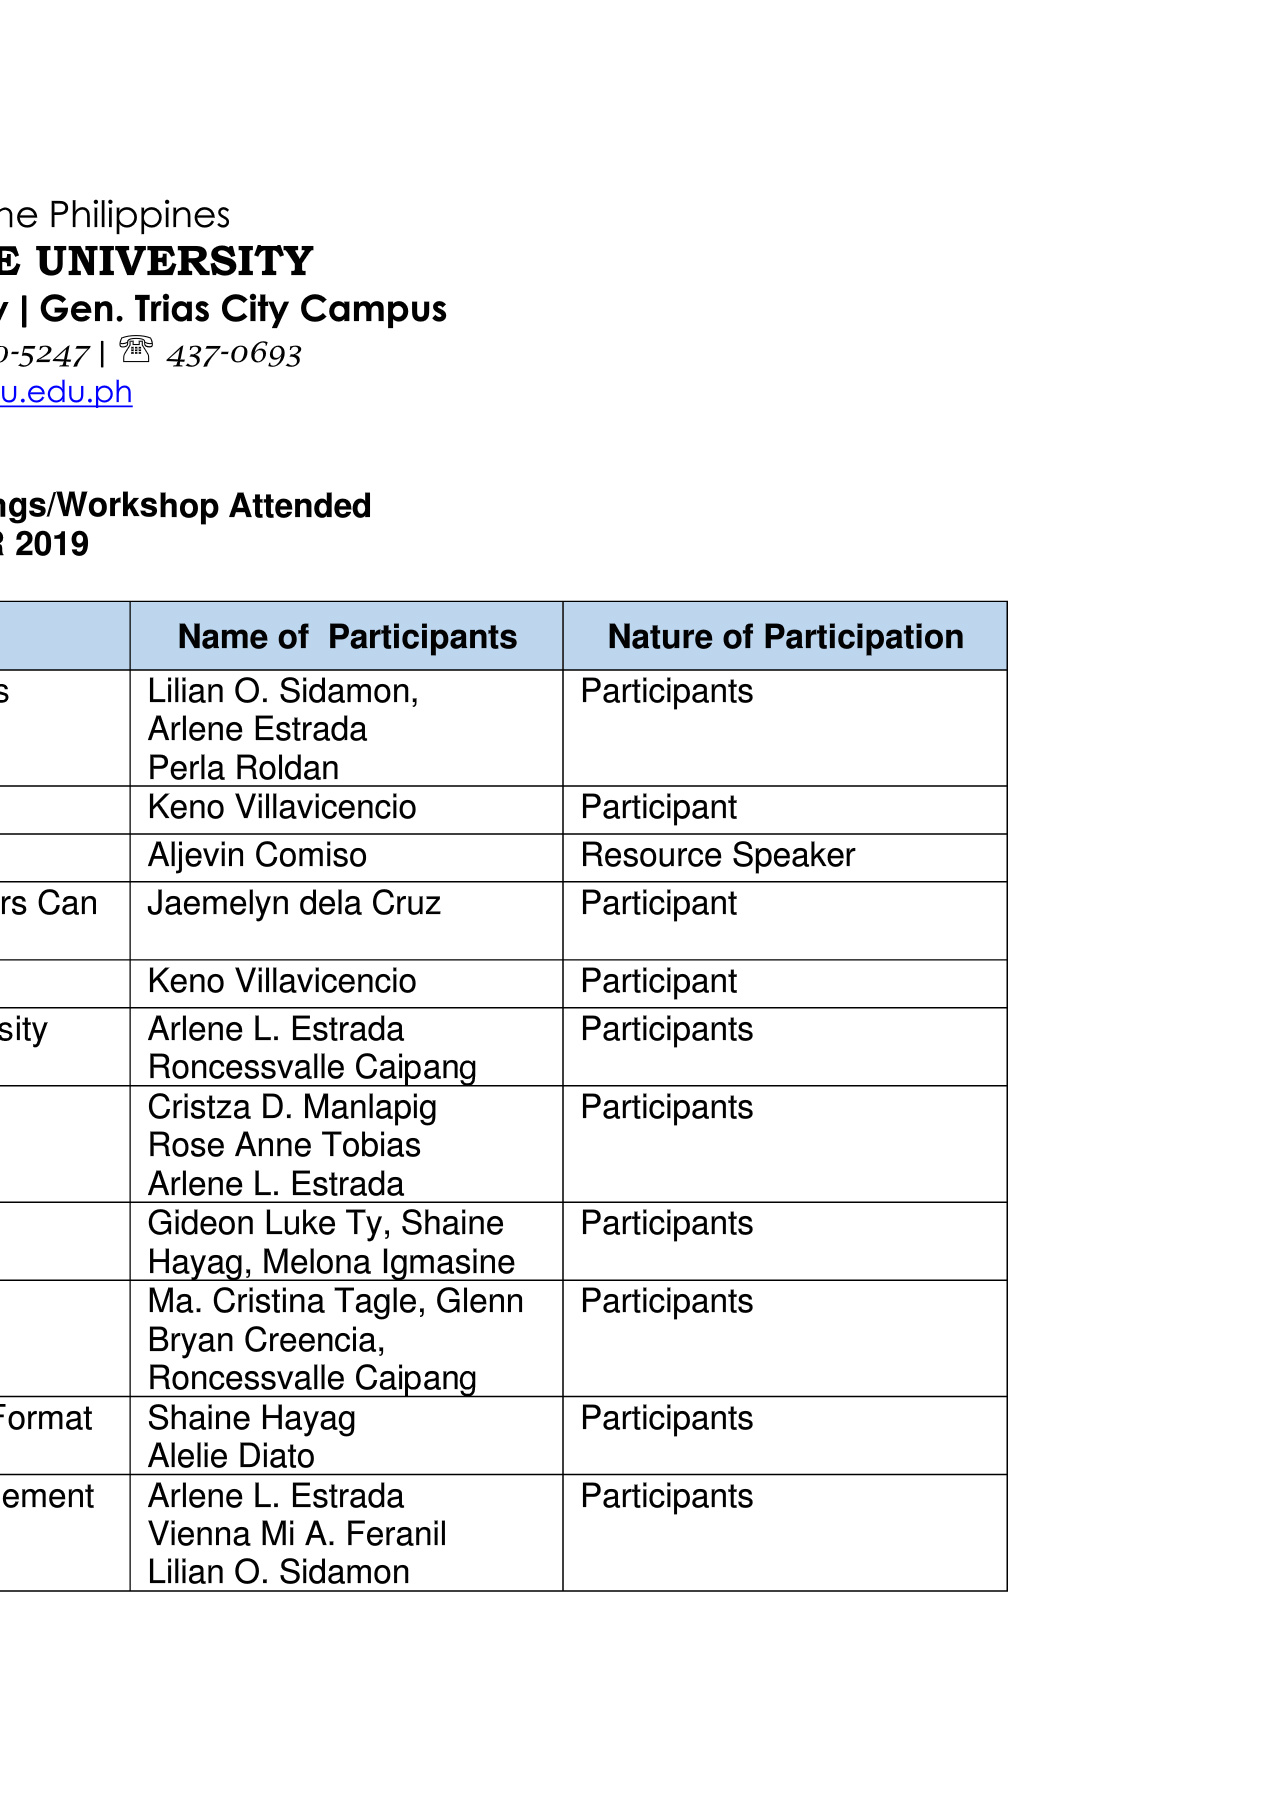 he Philippines
E UNIVERSITY
y | Gen. Trias City Campus
0-5247 | ☏ 437-0693
u.edu.ph
ngs/Workshop Attended
R 2019
Name of  Participants Nature of Participation
s Lilian O. Sidamon, Participants
Arlene Estrada
Perla Roldan
Keno Villavicencio Participant
Aljevin Comiso Resource Speaker
rs Can Jaemelyn dela Cruz Participant
Keno Villavicencio Participant
sity Arlene L. Estrada Participants
Roncessvalle Caipang
Cristza D. Manlapig Participants
Rose Anne Tobias
Arlene L. Estrada
Gideon Luke Ty, Shaine Participants
Hayag, Melona Igmasine
Ma. Cristina Tagle, Glenn Participants
Bryan Creencia,
Roncessvalle Caipang
Format Shaine Hayag Participants
Alelie Diato
ement Arlene L. Estrada Participants
Vienna Mi A. Feranil
Lilian O. Sidamon